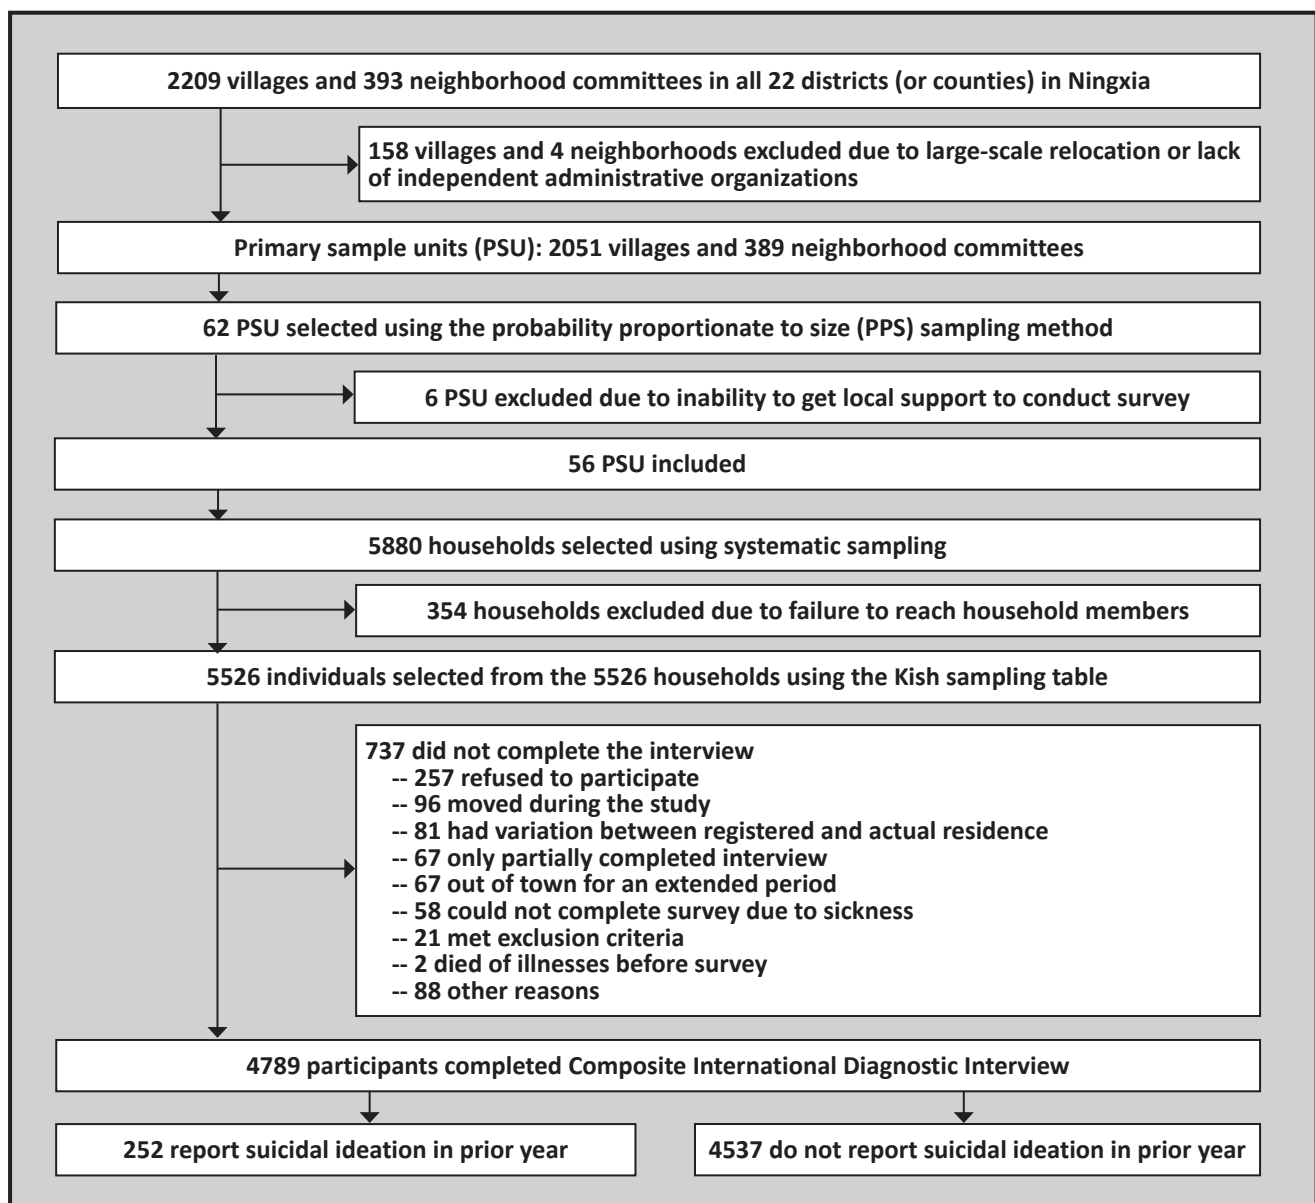 2209 villages and 393 neighborhood committees in all 22 districts (or counties) in Ningxia
158 villages and 4 neighborhoods excluded due to large-scale relocation or lack
of independent administrative organizations
Primary sample units (PSU): 2051 villages and 389 neighborhood committees
62 PSU selected using the probability proportionate to size (PPS) sampling method
6 PSU excluded due to inability to get local support to conduct survey
56 PSU included
5880 households selected using systematic sampling
354 households excluded due to failure to reach household members
5526 individuals selected from the 5526 households using the Kish sampling table
737 did not complete the interview
-- 257 refused to participate
-- 96 moved during the study
-- 81 had variation between registered and actual residence
-- 67 only partially completed interview
-- 67 out of town for an extended period
-- 58 could not complete survey due to sickness
-- 21 met exclusion criteria
-- 2 died of illnesses before survey
-- 88 other reasons
4789 participants completed Composite International Diagnostic Interview
252 report suicidal ideation in prior year
4537 do not report suicidal ideation in prior year